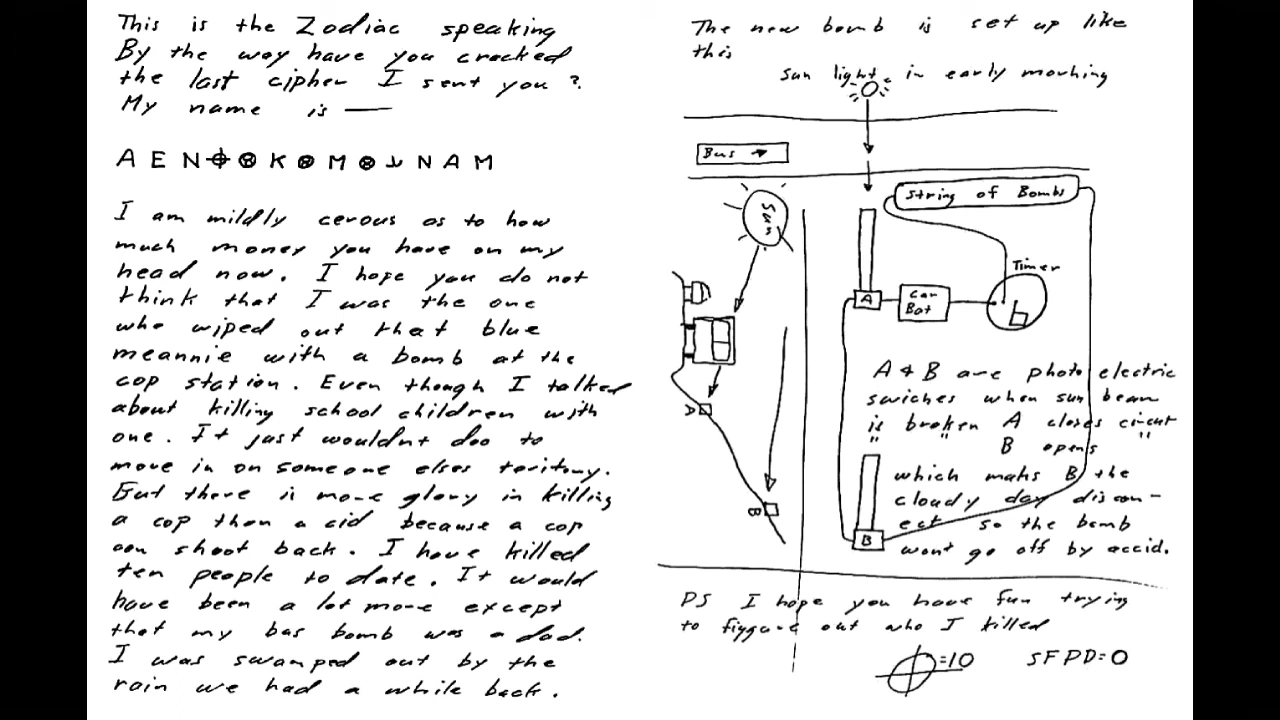 This is the Zodiac speaking
By the way have you cracked
the last cipher I sent you ?
My name is —
A E N ⌖ ⊗ K ⊗ M ⊗ N A M
I am mildly cerous as to how
much money you have on my
head now. I hope you do not
think that I was the one
who wiped out that blue
meannie with a bomb at the
cop station. Even though I talked
about killing school children with
one. It just wouldnt doo to
move in on someone elses teritory.
But there is more glory in killing
a cop than a cid because a cop
can shoot back. I have killed
ten people to date. It would
have been a lot more except
that my bas bomb was a dad.
I was swamped out by the
rain we had a while back.
The new bomb is set up like
this
sun light in early morhing
Bus →
Sun
A
B
String of Bombs
Timer
A
Car
Bat
A & B are photo electric
swiches when sun beam
is broken A closes circut
" " B opens "
which makes B the
cloudy day discon-
ect so the bomb
wont go off by accid.
B
PS I hope you have fun trying
to figgure out who I killed
⌖=10 SFPD=0